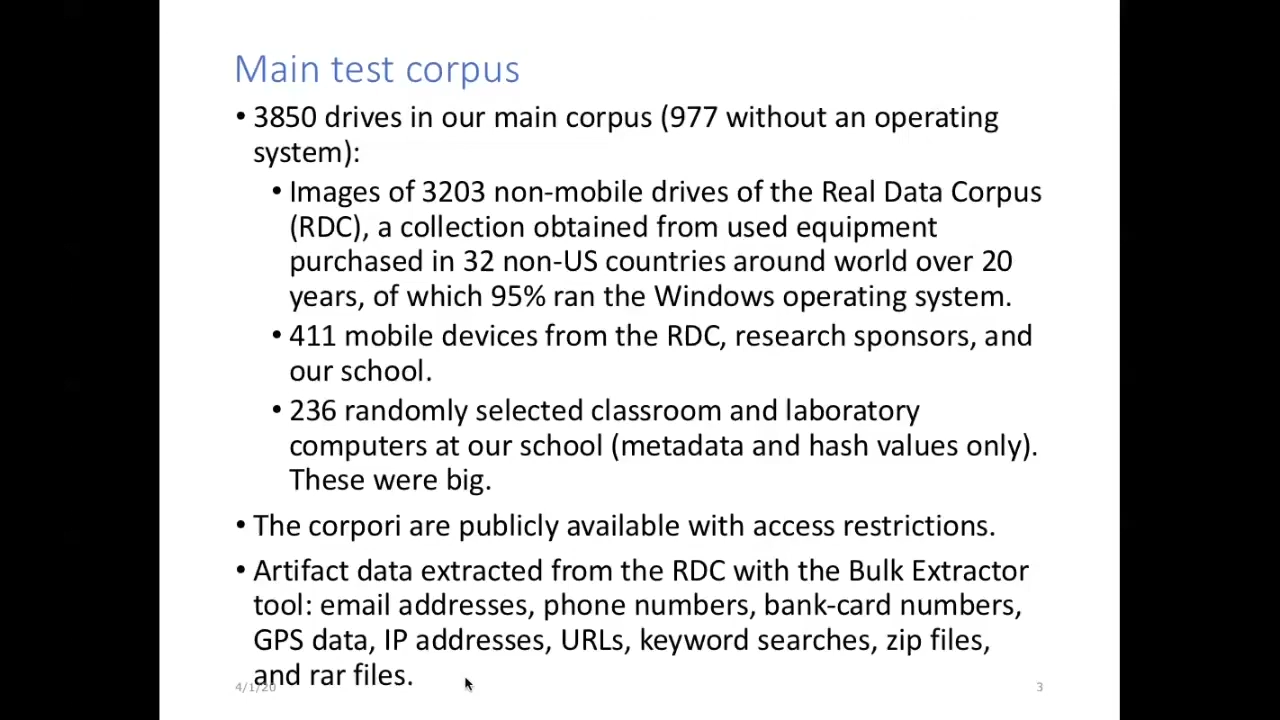 Main test corpus
• 3850 drives in our main corpus (977 without an operating
system):
• Images of 3203 non-mobile drives of the Real Data Corpus
(RDC), a collection obtained from used equipment
purchased in 32 non-US countries around world over 20
years, of which 95% ran the Windows operating system.
• 411 mobile devices from the RDC, research sponsors, and
our school.
• 236 randomly selected classroom and laboratory
computers at our school (metadata and hash values only).
These were big.
• The corpori are publicly available with access restrictions.
• Artifact data extracted from the RDC with the Bulk Extractor
tool: email addresses, phone numbers, bank-card numbers,
GPS data, IP addresses, URLs, keyword searches, zip files,
and rar files.
4/1/20
3